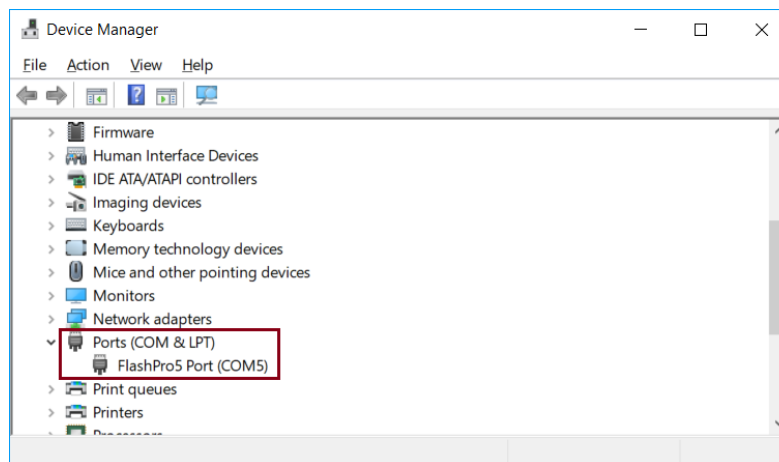 Device Manager
File Action View Help
Firmware
Human Interface Devices
IDE ATA/ATAPI controllers
Imaging devices
Keyboards
Memory technology devices
Mice and other pointing devices
Monitors
Network adapters
Ports (COM & LPT)
FlashPro5 Port (COM5)
Print queues
Printers
Processors